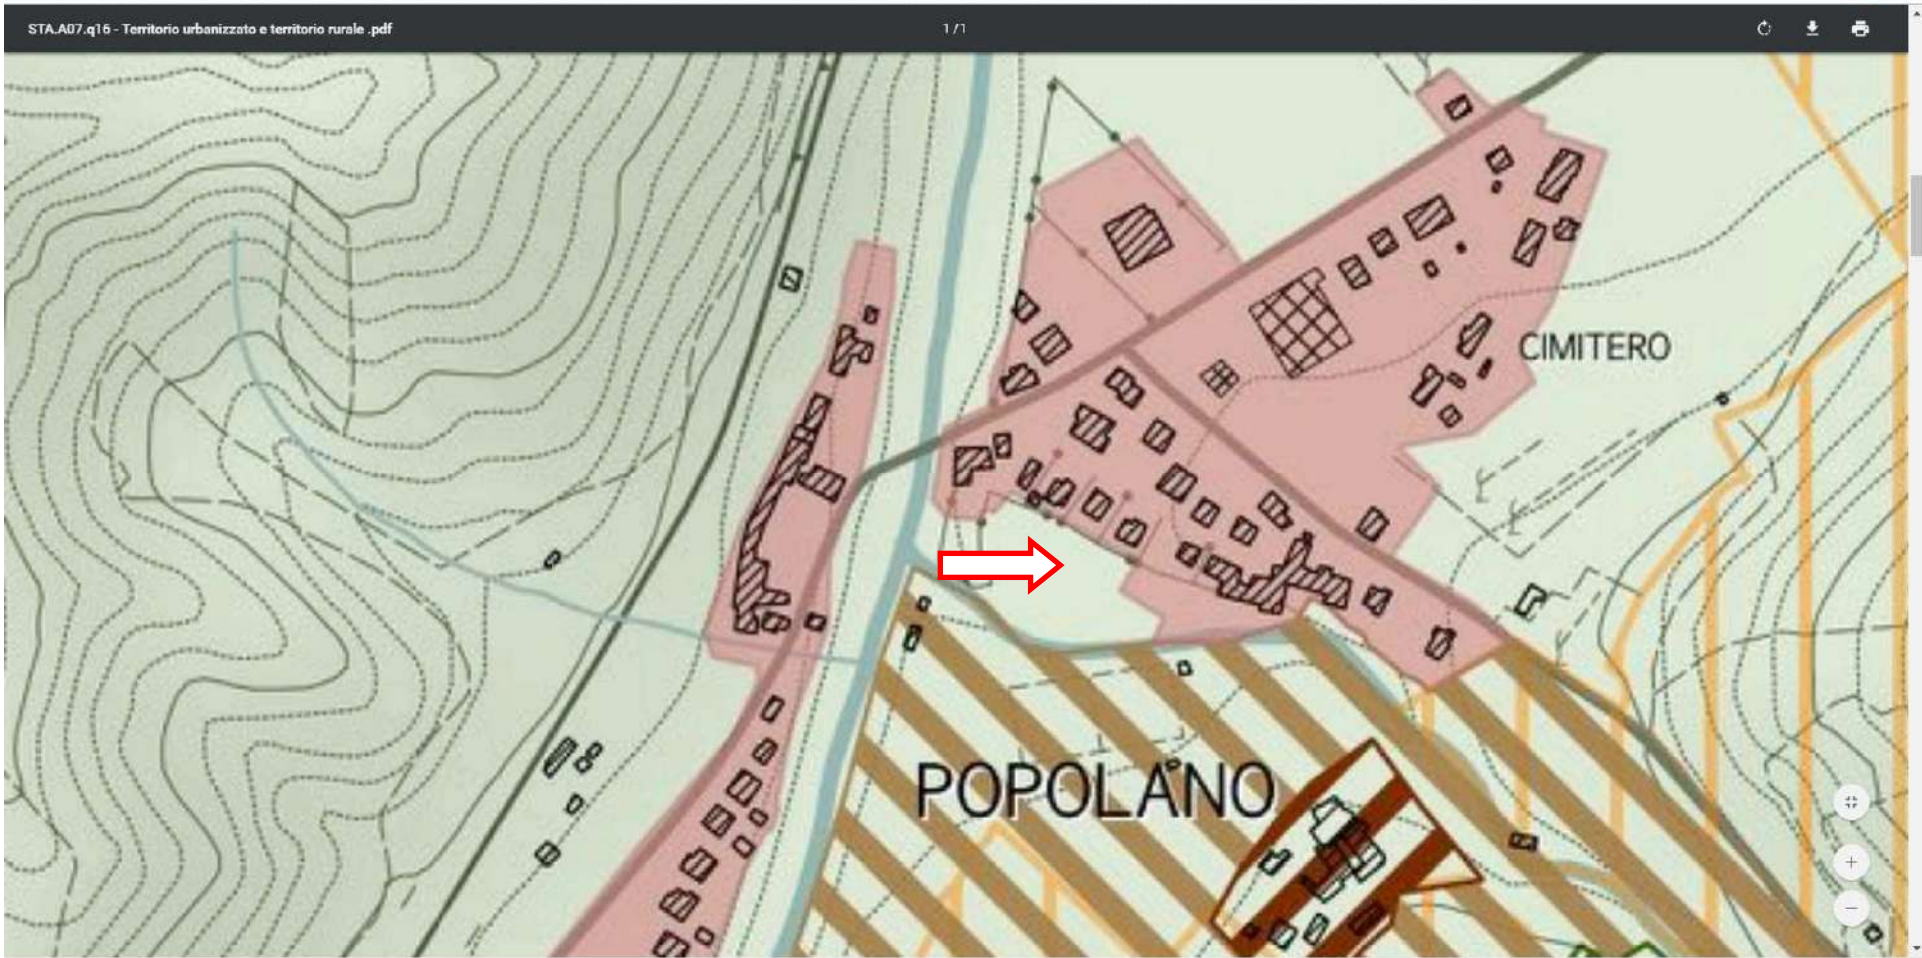 STA.A07.q16 - Territorio urbanizzato e territorio rurale .pdf
1 / 1
CIMITERO
POPOLANO